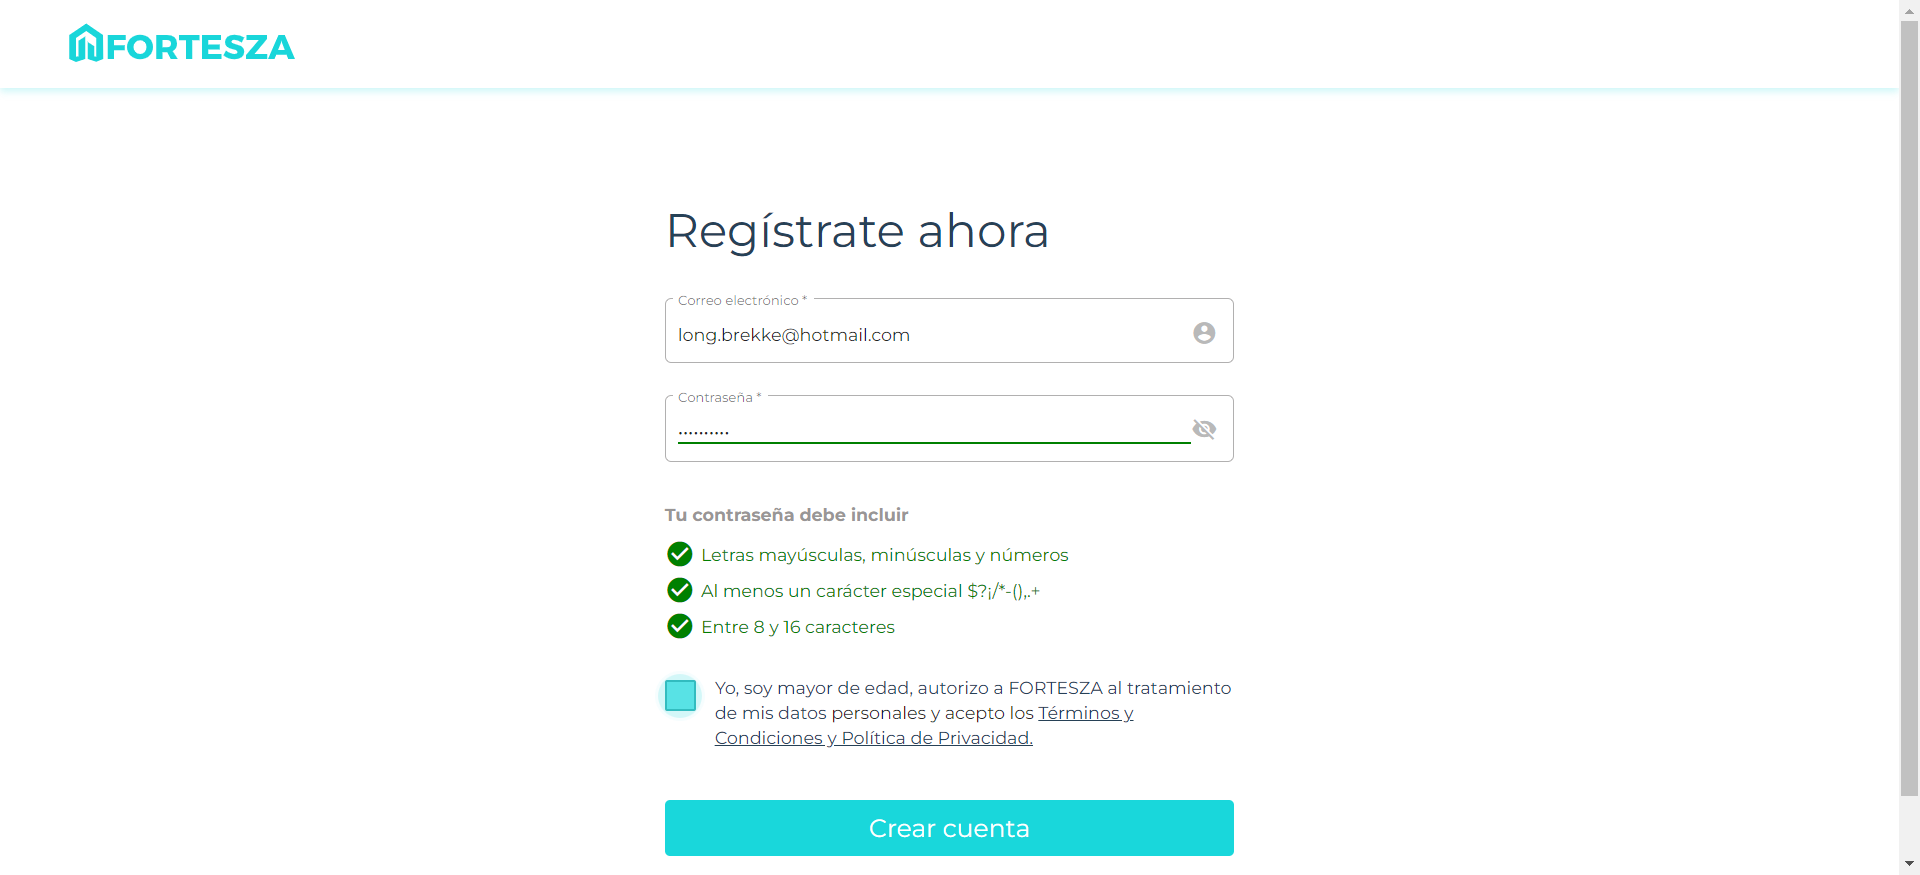 FORTESZA
Regístrate ahora
Correo electrónico *
long.brekke@hotmail.com
Contraseña *
..........
Tu contraseña debe incluir
Letras mayúsculas, minúsculas y números
Al menos un carácter especial $?¡/*-(),.+
Entre 8 y 16 caracteres
Yo, soy mayor de edad, autorizo a FORTESZA al tratamiento
de mis datos personales y acepto los Términos y
Condiciones y Política de Privacidad.
Crear cuenta